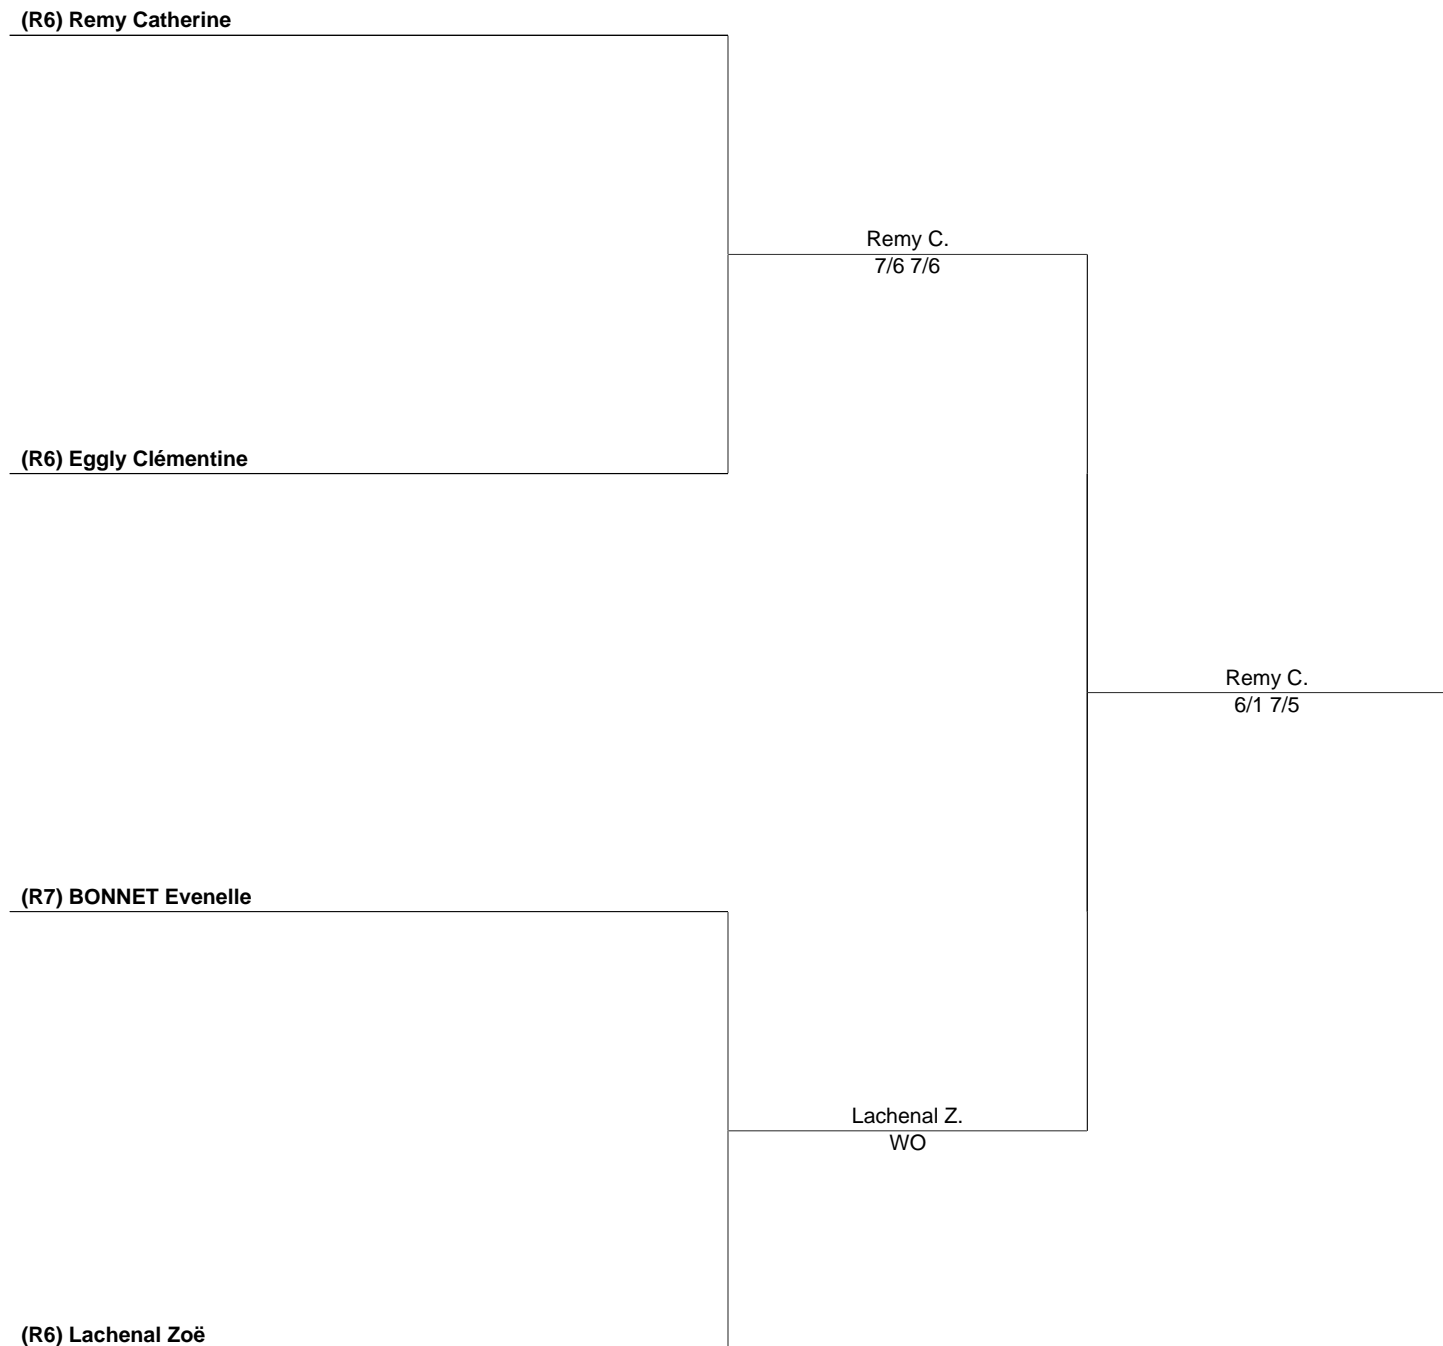 (R6) Remy Catherine
Remy C.
7/6 7/6
(R6) Eggly Clémentine
Remy C.
6/1 7/5
(R7) BONNET Evenelle
Lachenal Z.
WO
(R6) Lachenal Zoë